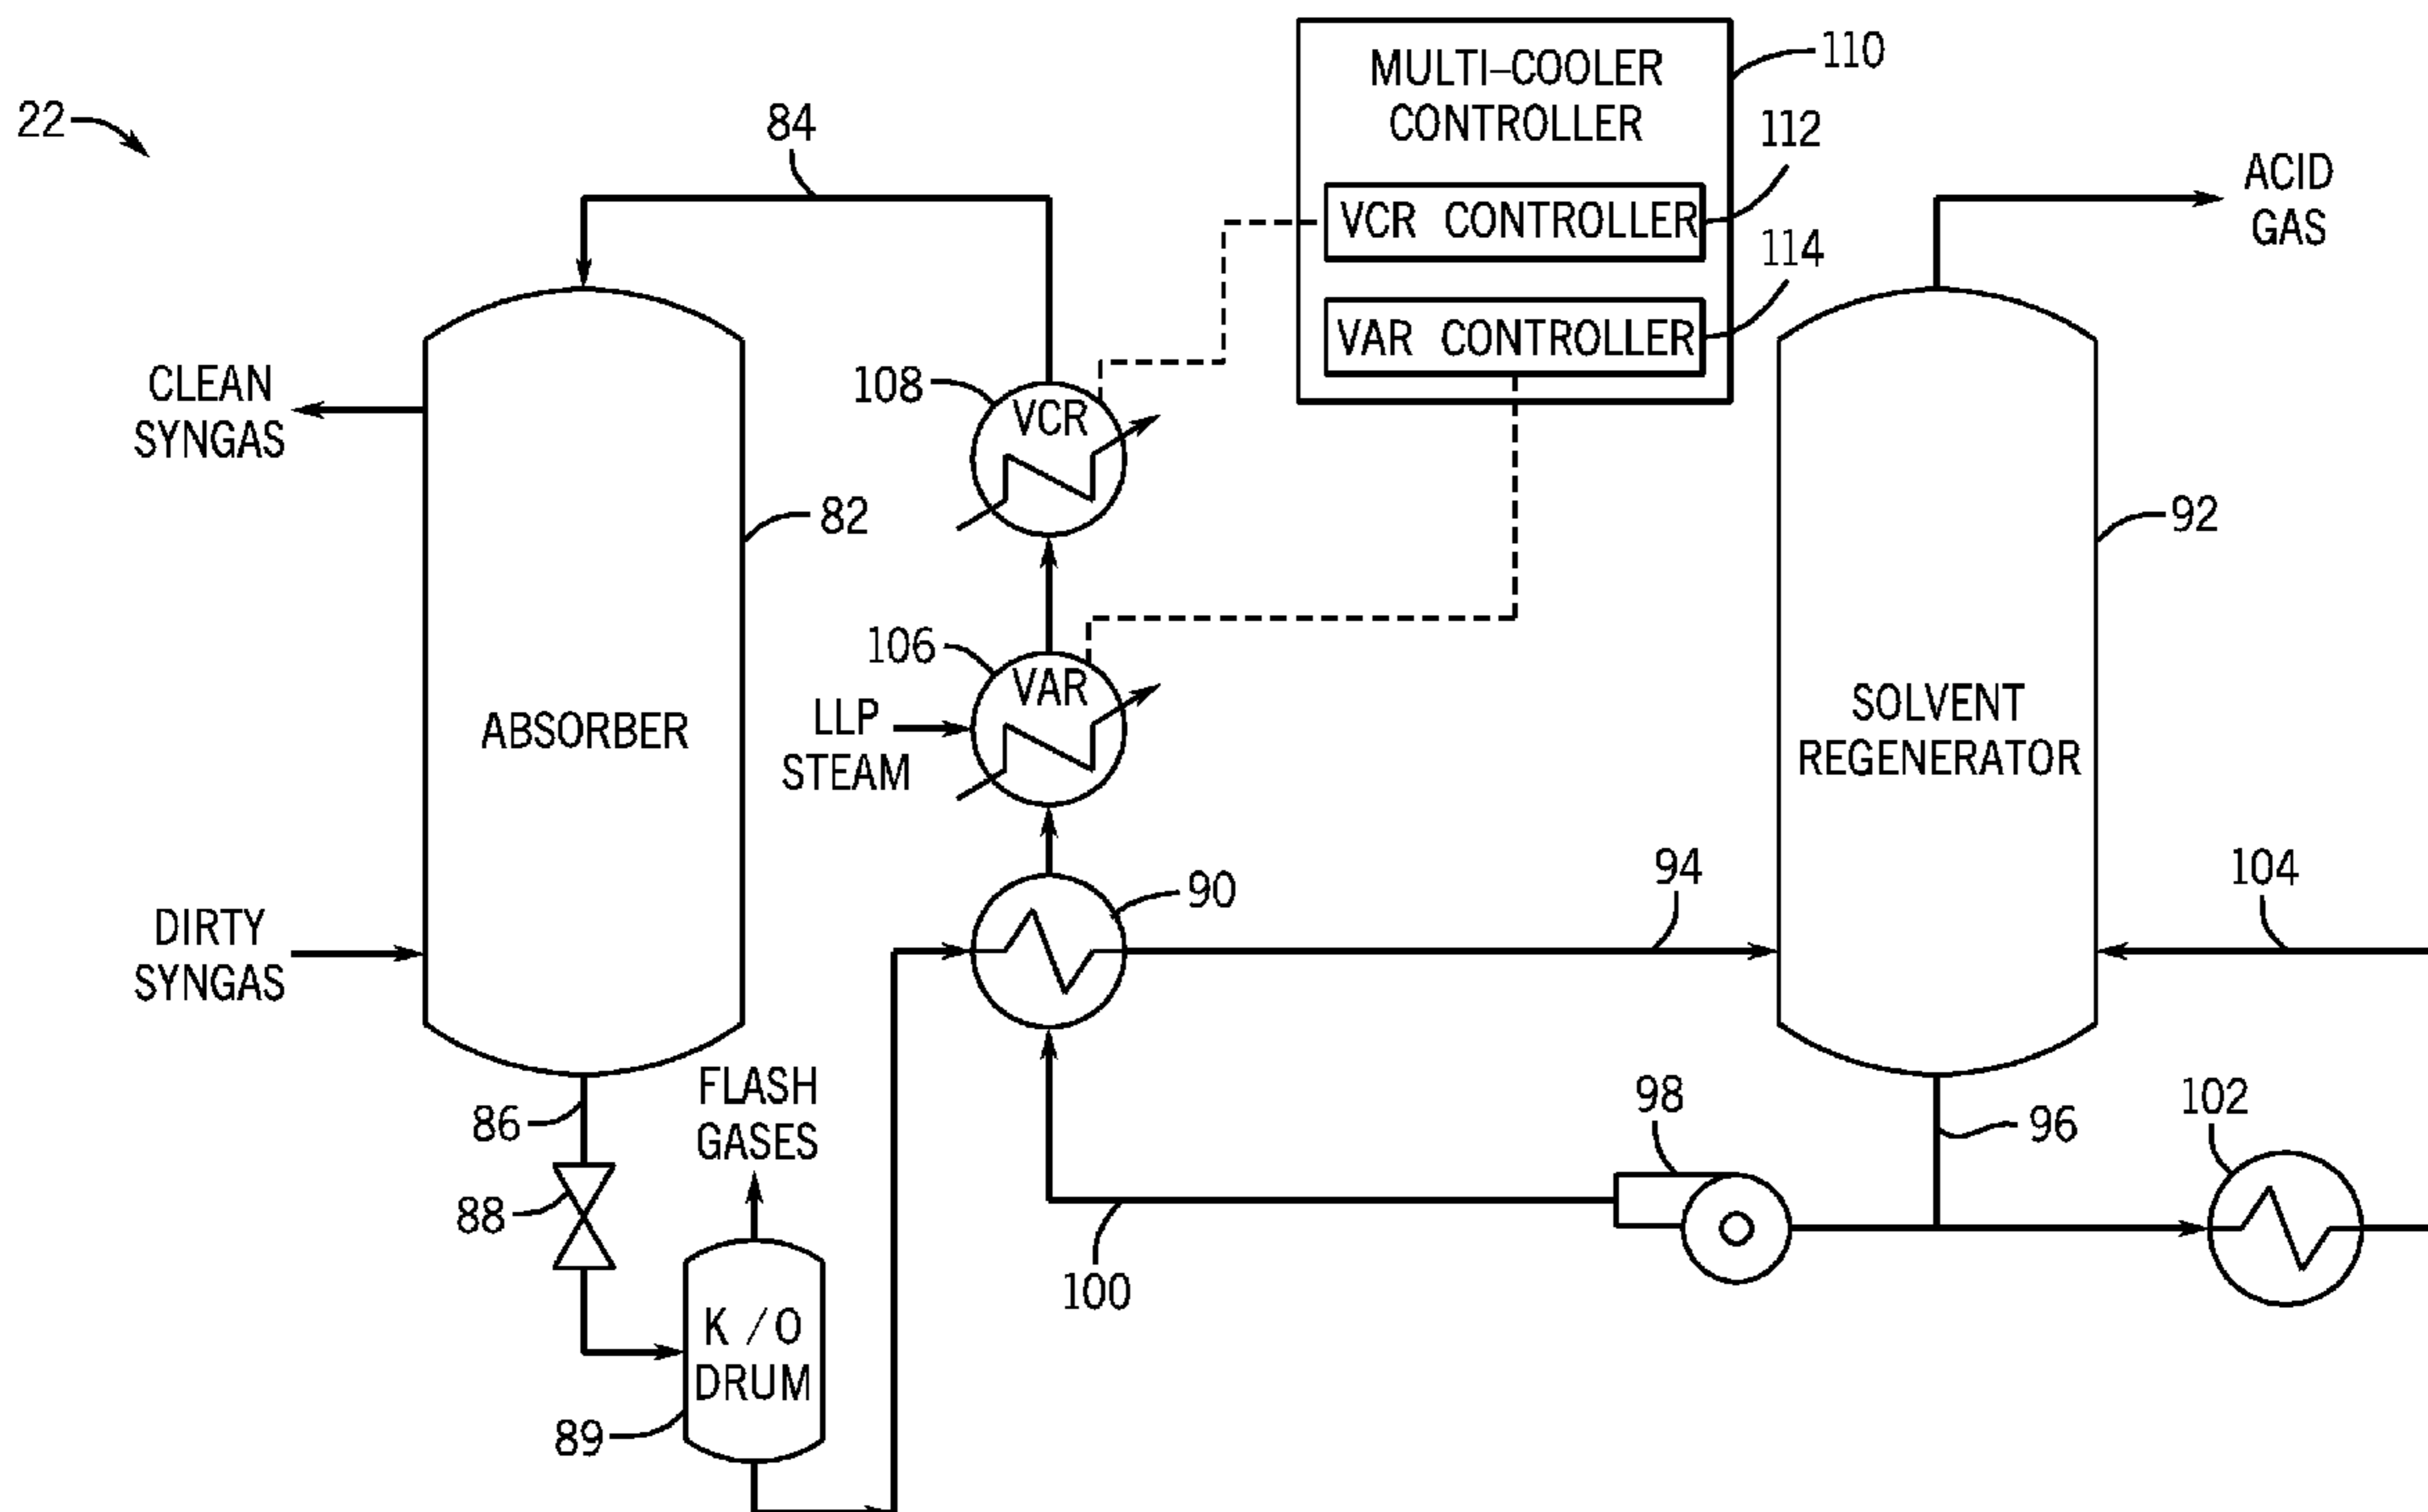 22
84
MULTI-COOLER
CONTROLLER
110
112
VCR CONTROLLER
114
VAR CONTROLLER
ACID
GAS
CLEAN
SYNGAS
108
VCR
82
92
106
VAR
LLP
STEAM
ABSORBER
SOLVENT
REGENERATOR
90
94
104
DIRTY
SYNGAS
FLASH
GASES
86
88
98
96
102
100
K/O
DRUM
89